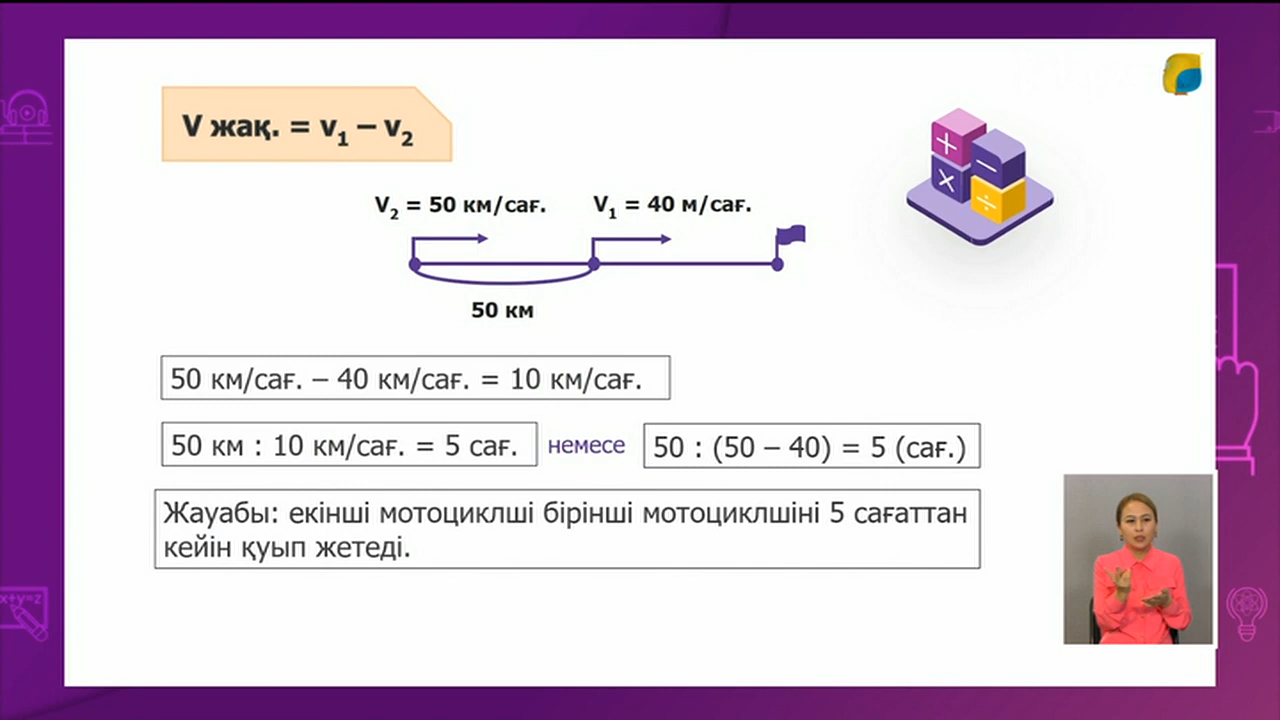 V жақ. = v₁ – v₂
V₂ = 50 км/сағ.
V₁ = 40 м/сағ.
50 км
50 км/сағ. – 40 км/сағ. = 10 км/сағ.
50 км : 10 км/сағ. = 5 сағ.
немесе
50 : (50 – 40) = 5 (сағ.)
Жауабы: екінші мотоциклші бірінші мотоциклшіні 5 сағаттан
кейін қуып жетеді.
x+y=z